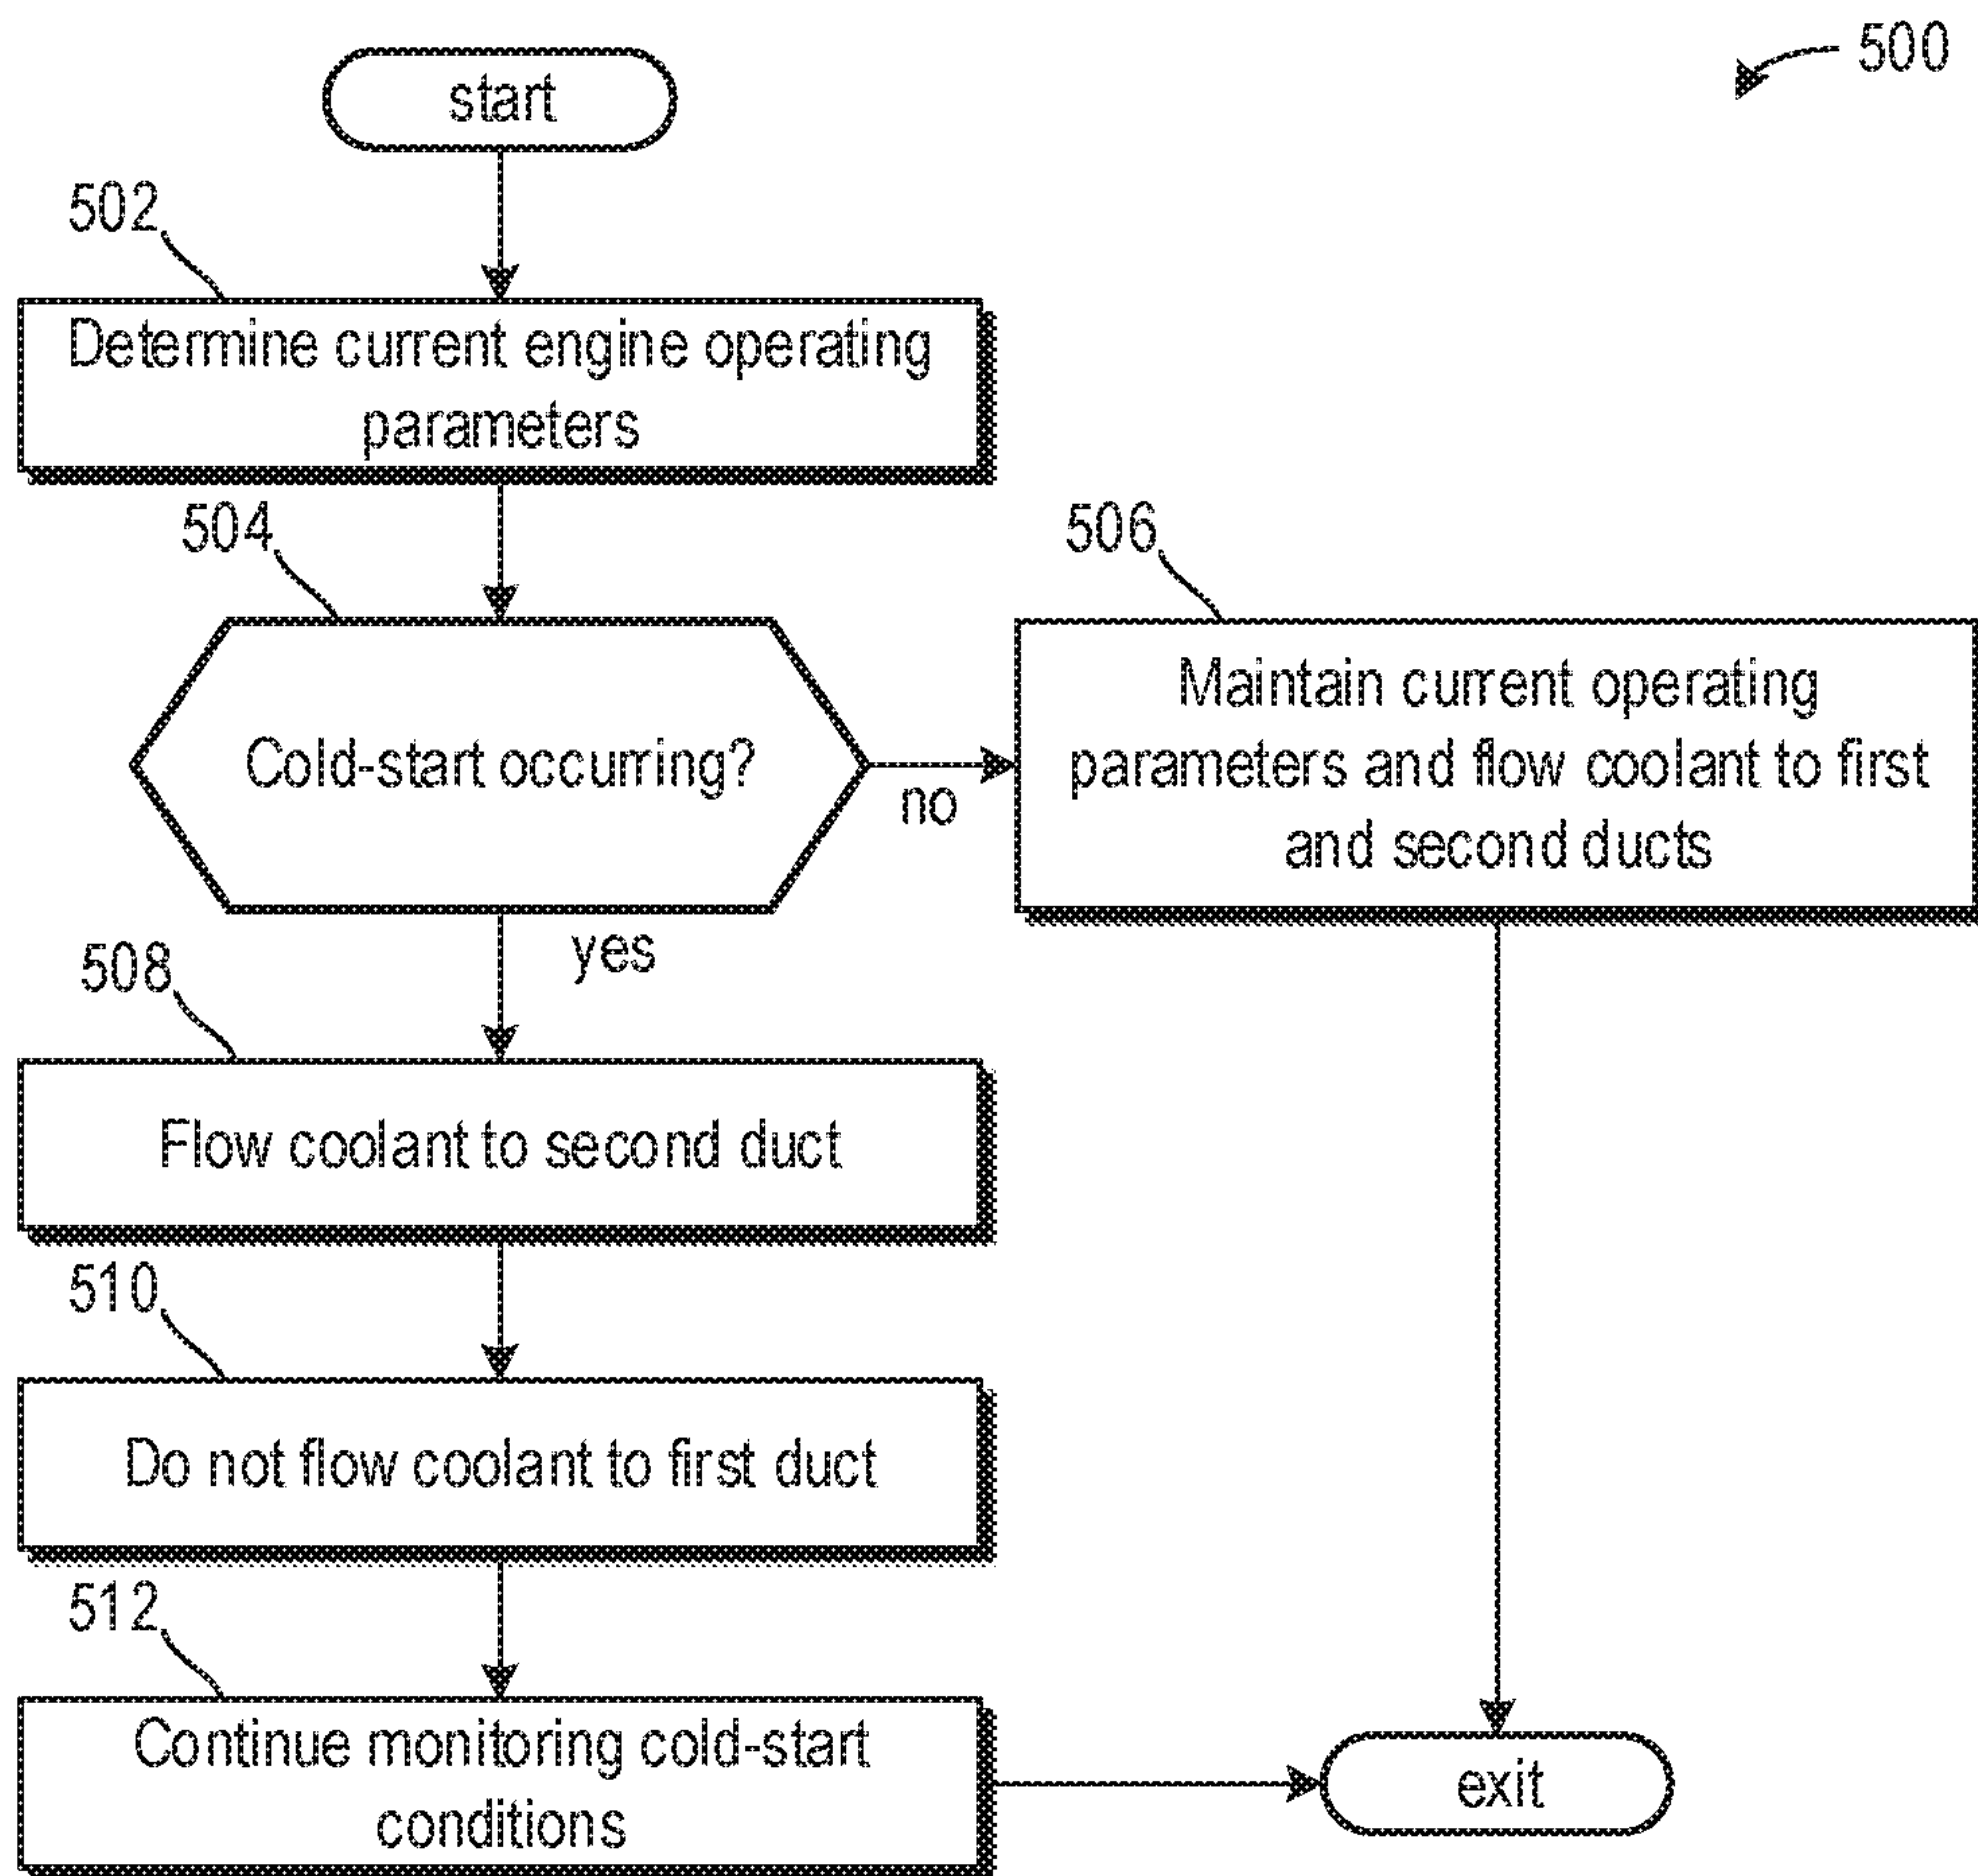 500
start
502
Determine current engine operating
parameters
504
Cold-start occurring?
no
506
Maintain current operating
parameters and flow coolant to first
and second ducts
yes
508
Flow coolant to second duct
510
Do not flow coolant to first duct
512
Continue monitoring cold-start
conditions
exit